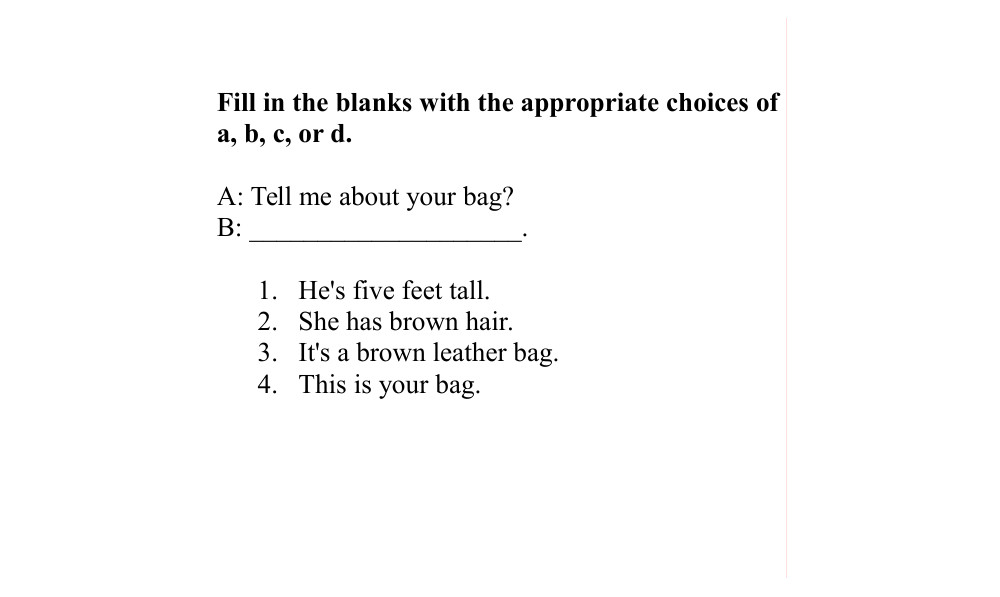 Fill in the blanks with the appropriate choices of
a, b, c, or d.
A: Tell me about your bag?
B: ____________________.
1. He's five feet tall.
2. She has brown hair.
3. It's a brown leather bag.
4. This is your bag.